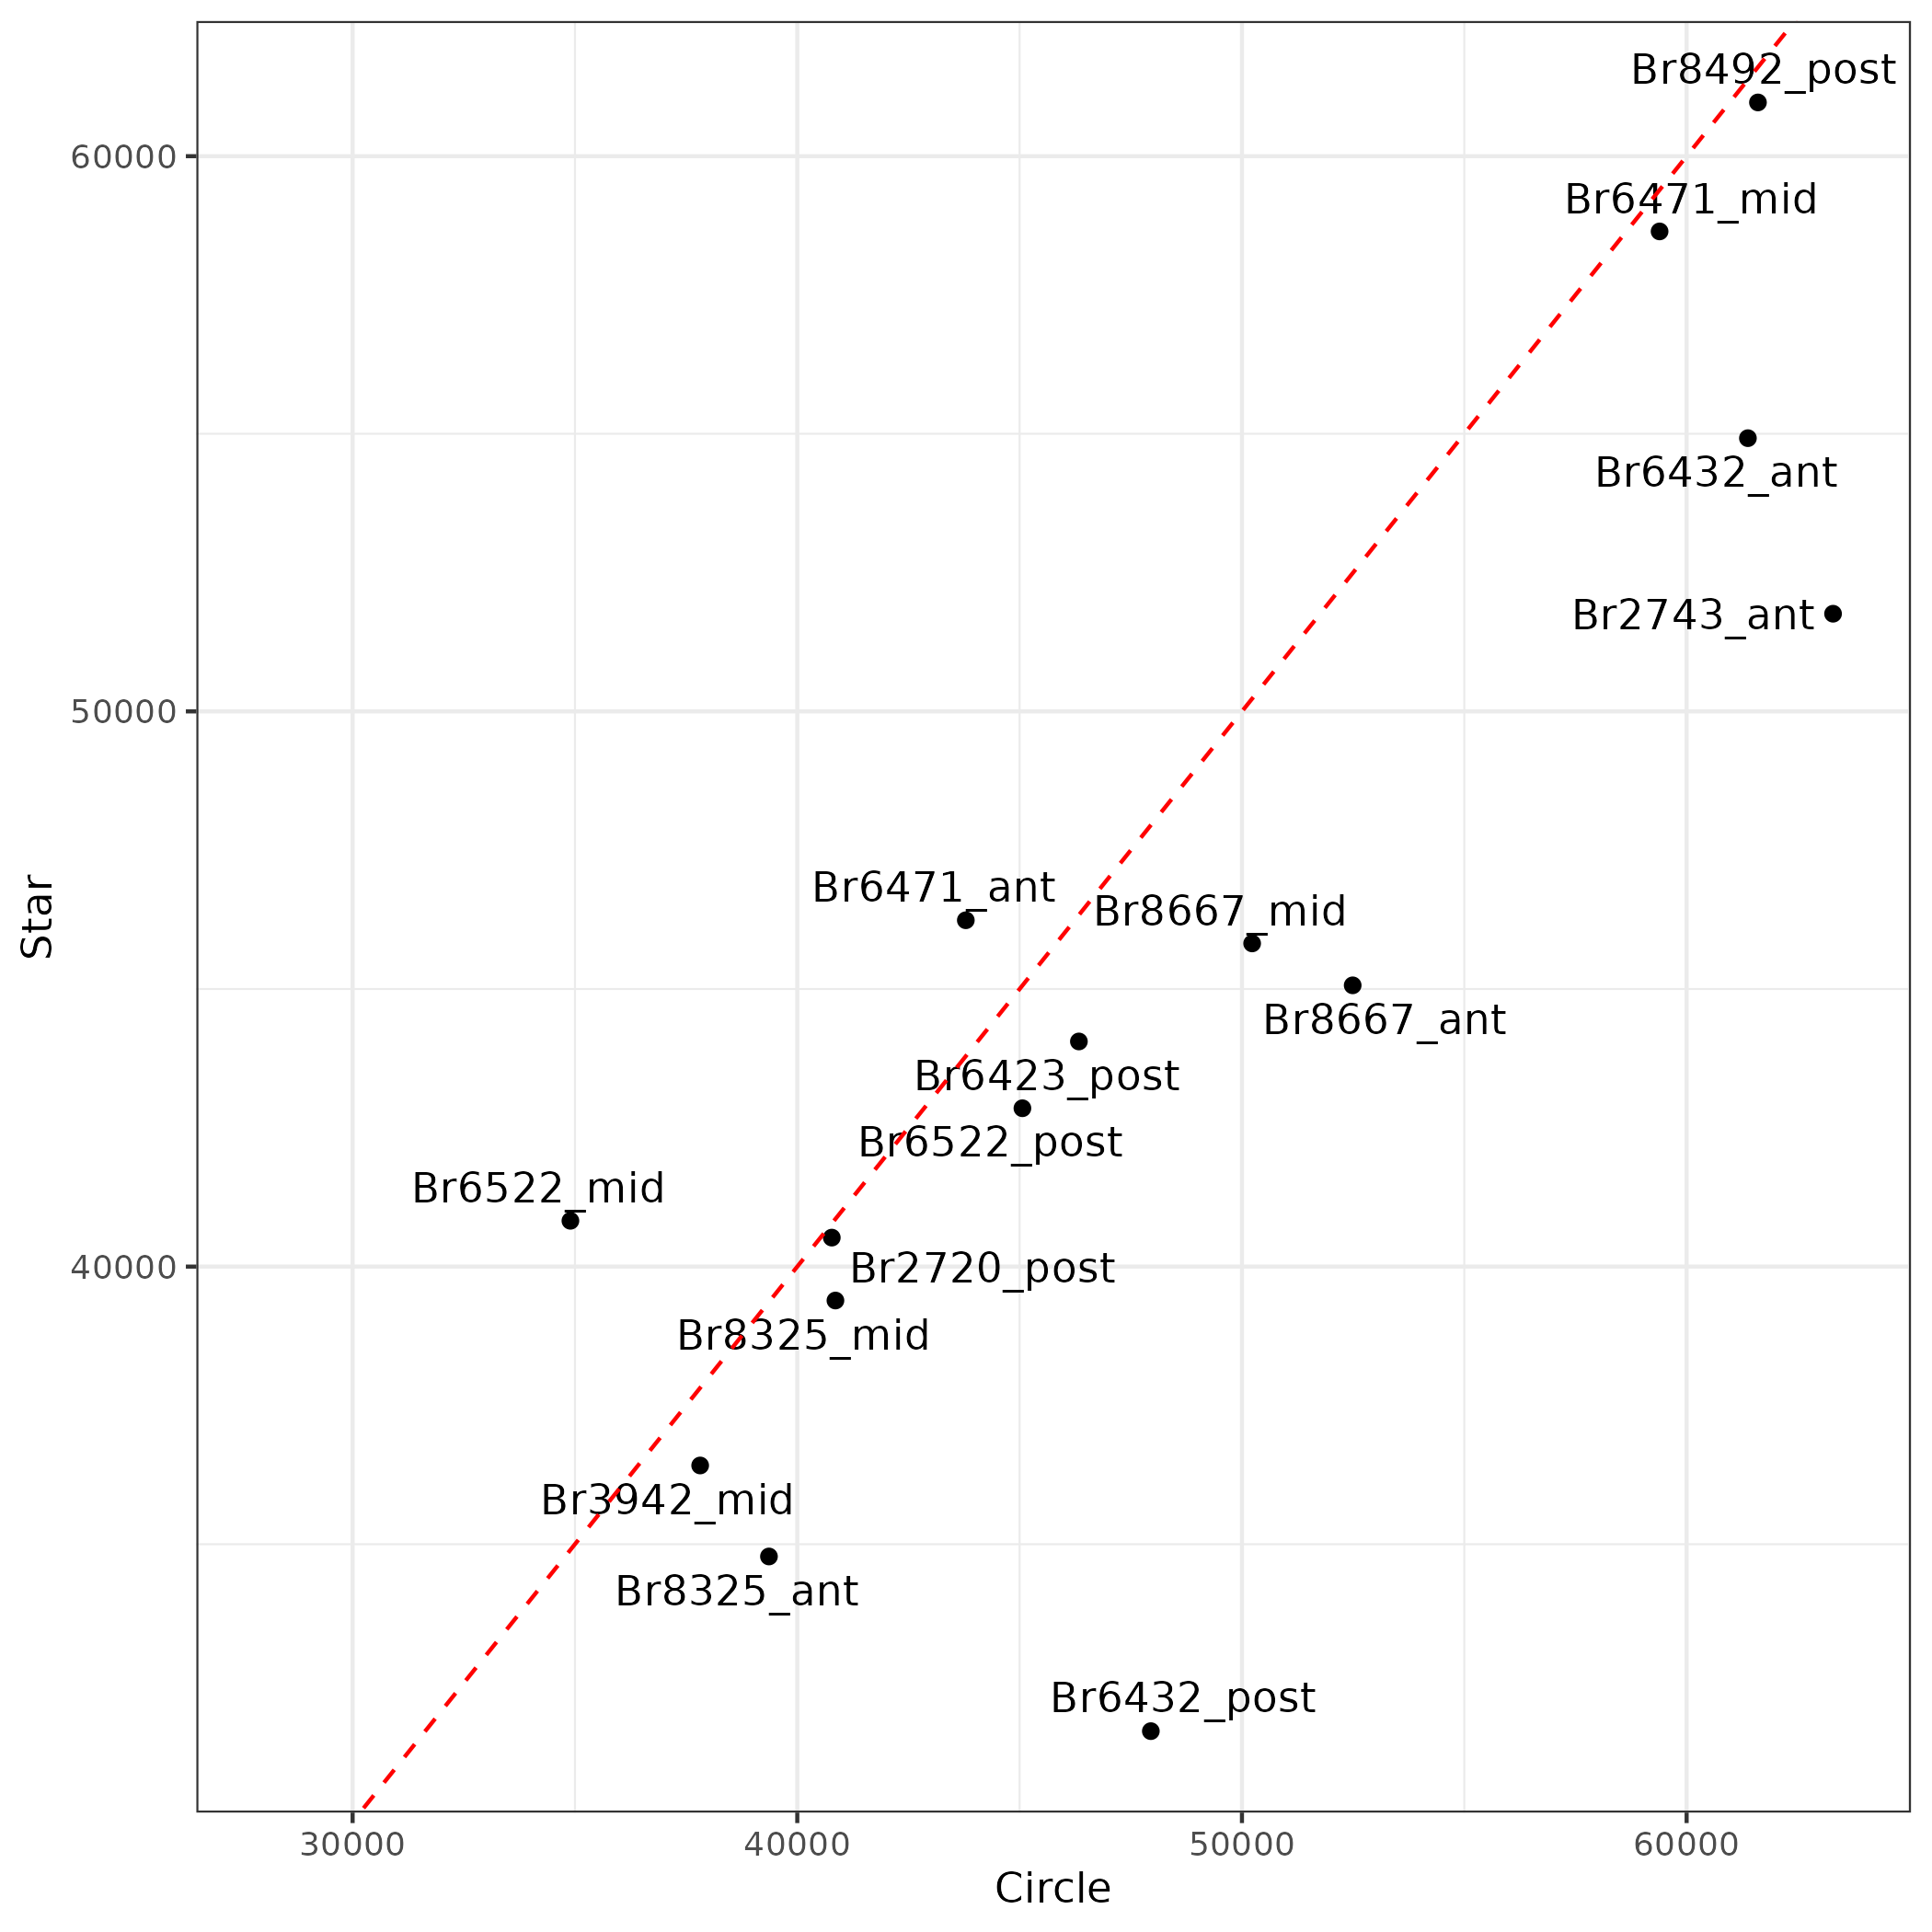 Br8492_post
60000
Br6471_mid
Br6432_ant
Br2743_ant
50000
Br6471_ant
Br8667_mid
Star
Br8667_ant
Br6423_post
Br6522_post
Br6522_mid
40000
Br2720_post
Br8325_mid
Br3942_mid
Br8325_ant
Br6432_post
30000 40000 50000 60000
Circle